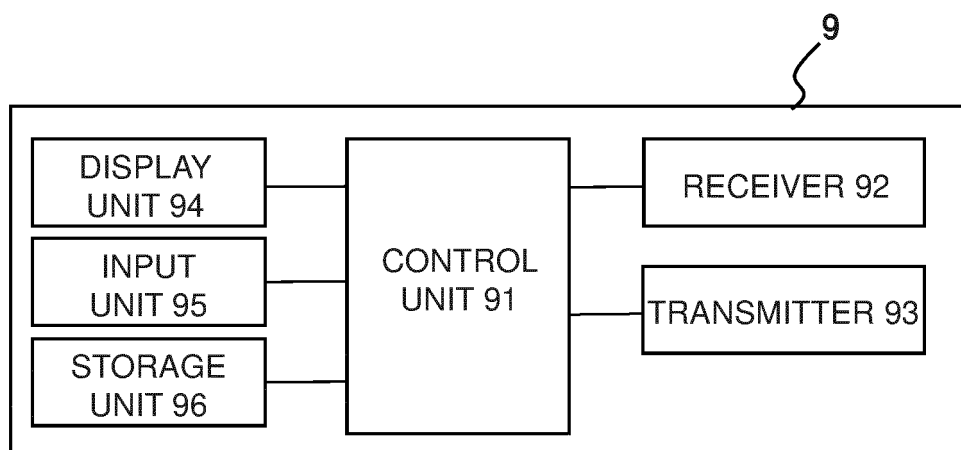 9
DISPLAY
UNIT 94
INPUT
UNIT 95
STORAGE
UNIT 96
CONTROL
UNIT 91
RECEIVER 92
TRANSMITTER 93